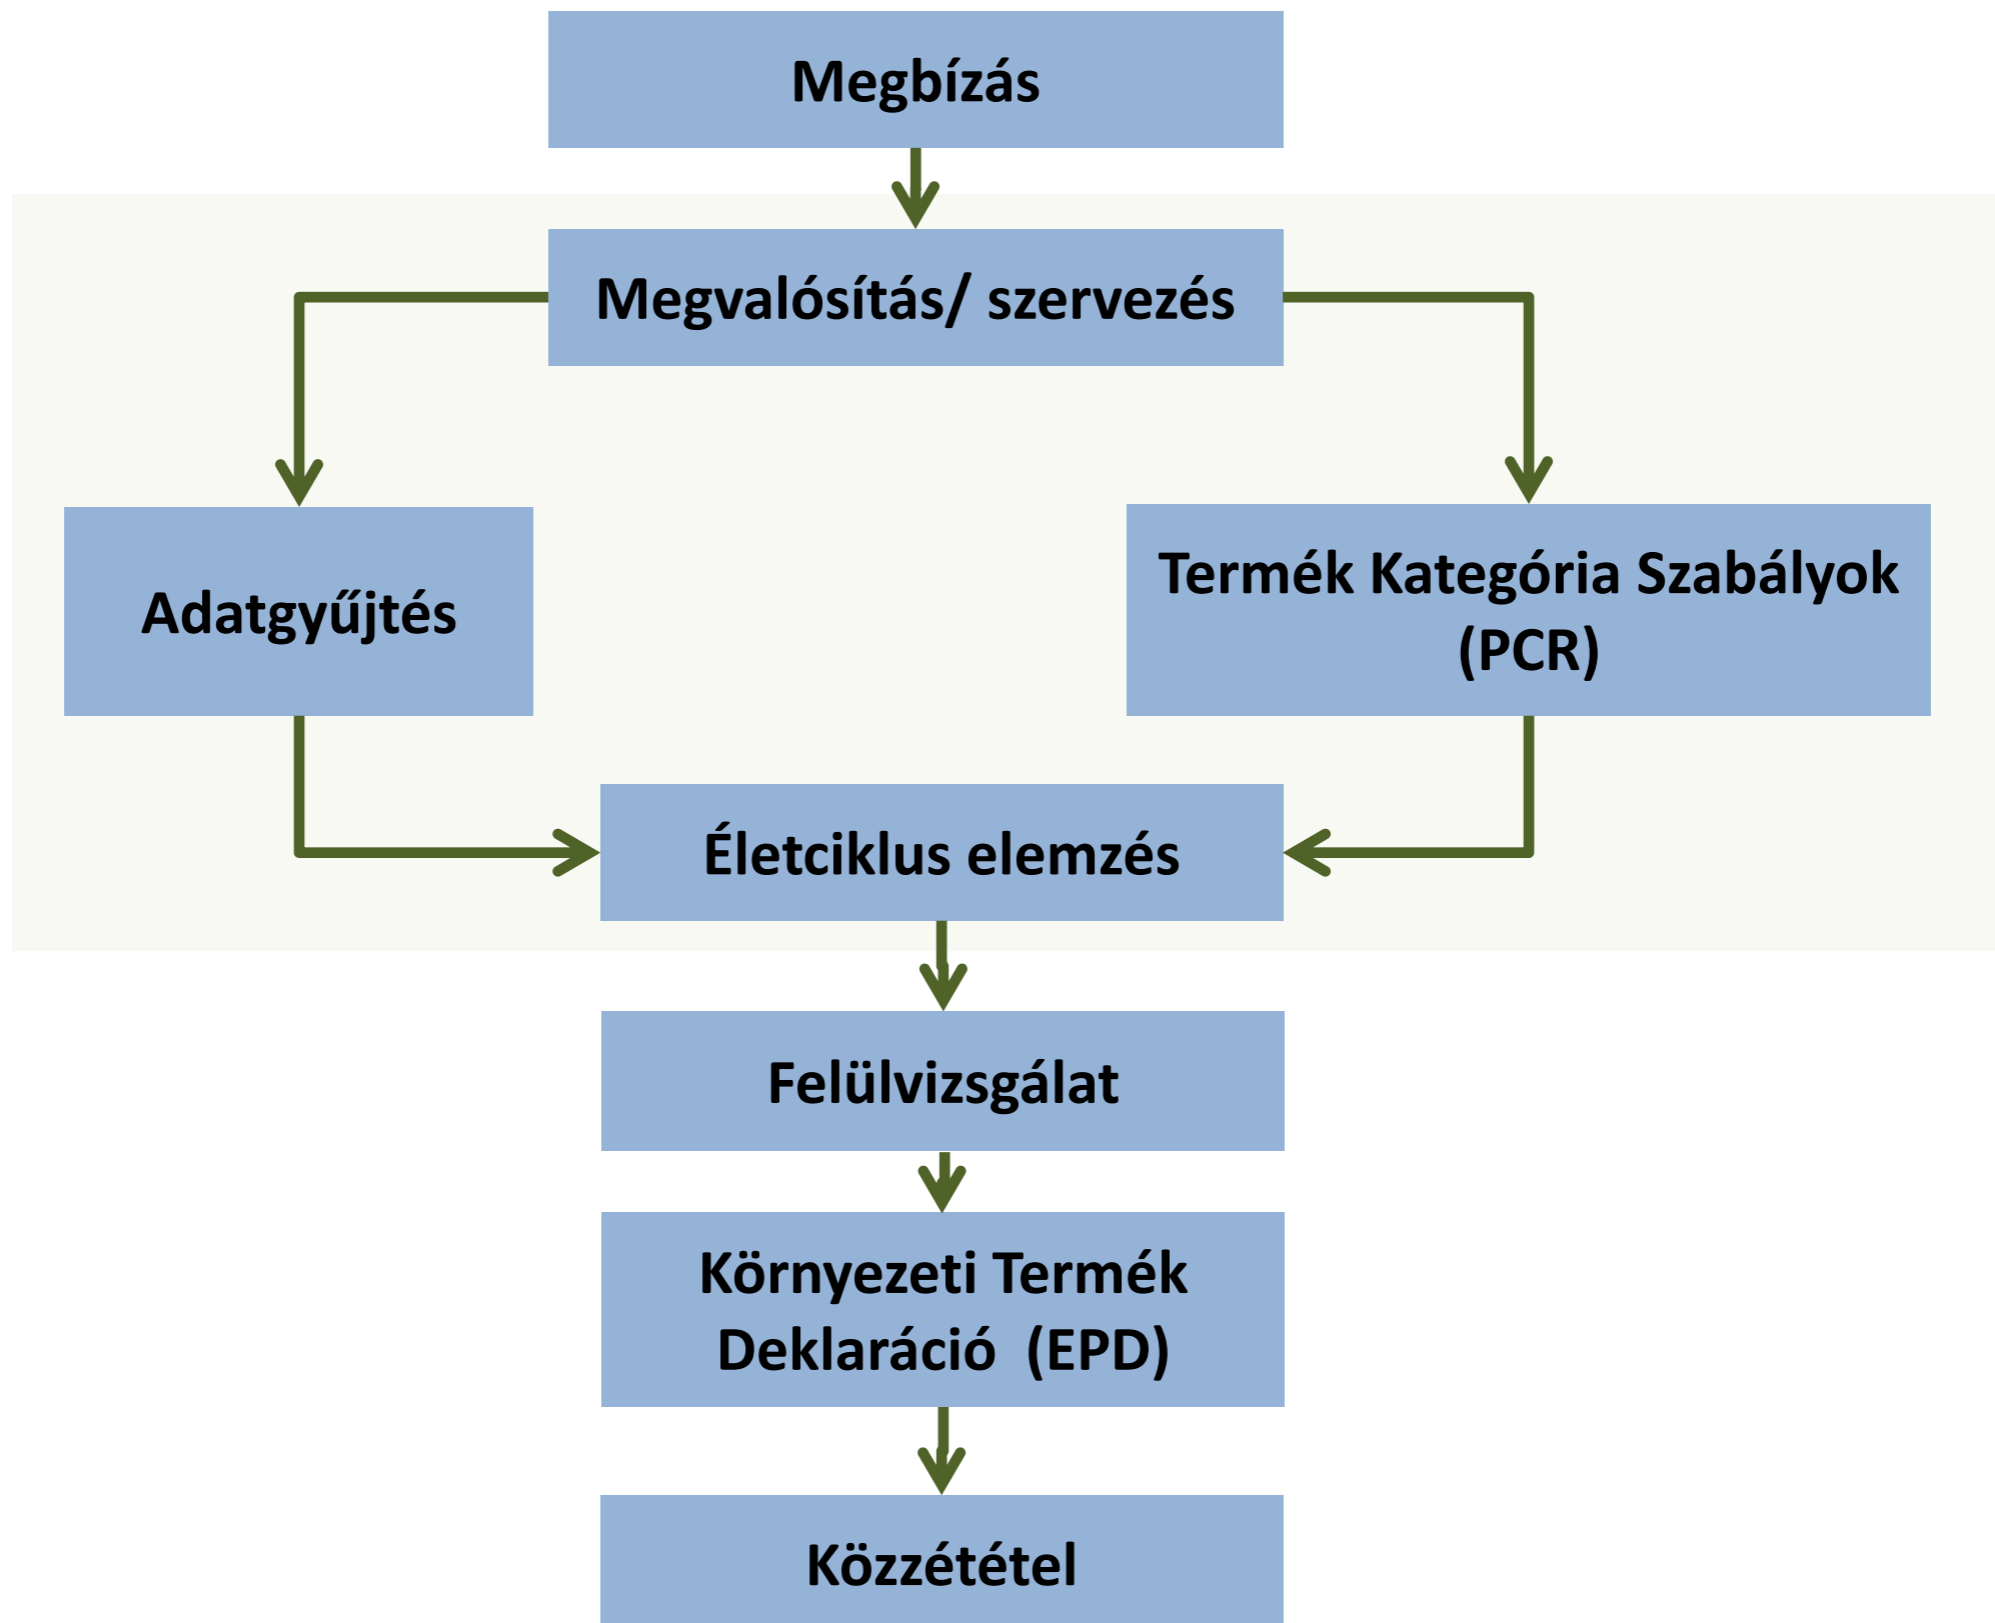 Megbízás
Megvalósítás/ szervezés
Adatgyűjtés
Termék Kategória Szabályok
(PCR)
Életciklus elemzés
Felülvizsgálat
Környezeti Termék
Deklaráció  (EPD)
Közzététel